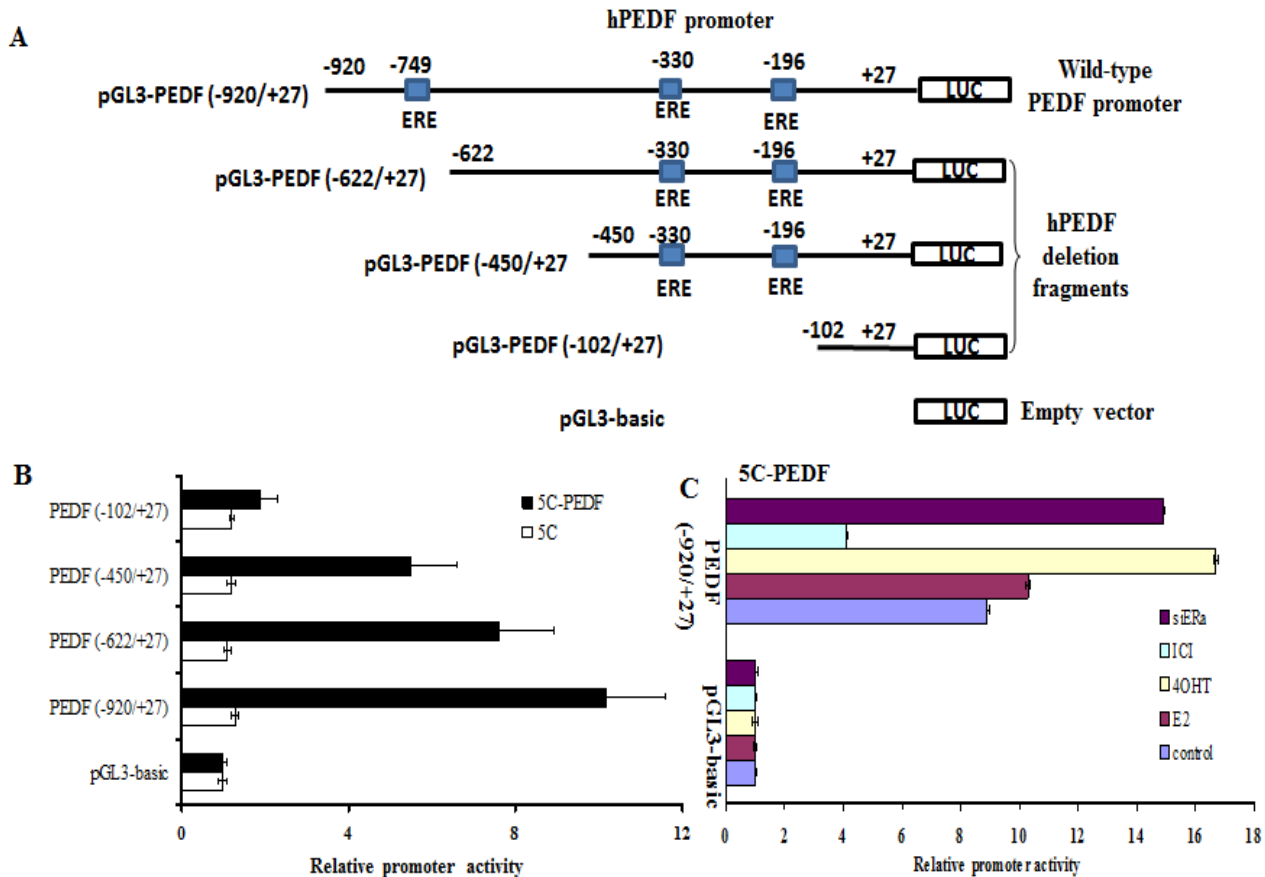 A
hPEDF promoter
-920 -749 -330 -196 +27
pGL3-PEDF (-920/+27)
LUC
Wild-type
PEDF promoter
ERE ERE ERE
-622 -330 -196 +27
pGL3-PEDF (-622/+27)
LUC
ERE ERE
-450 -330 -196 +27
pGL3-PEDF (-450/+27
LUC
ERE ERE
hPEDF
deletion
fragments
-102 +27
pGL3-PEDF (-102/+27)
LUC
pGL3-basic
LUC
Empty vector
B
PEDF (-102/+27)
PEDF (-450/+27)
PEDF (-622/+27)
PEDF (-920/+27)
pGL3-basic
5C-PEDF
5C
0 4 8 12
Relative promoter activity
C
5C-PEDF
PEDF
(-920/+27)
pGL3-basic
siERa
ICI
4OHT
E2
control
0 2 4 6 8 10 12 14 16 18
Relative promoter activity